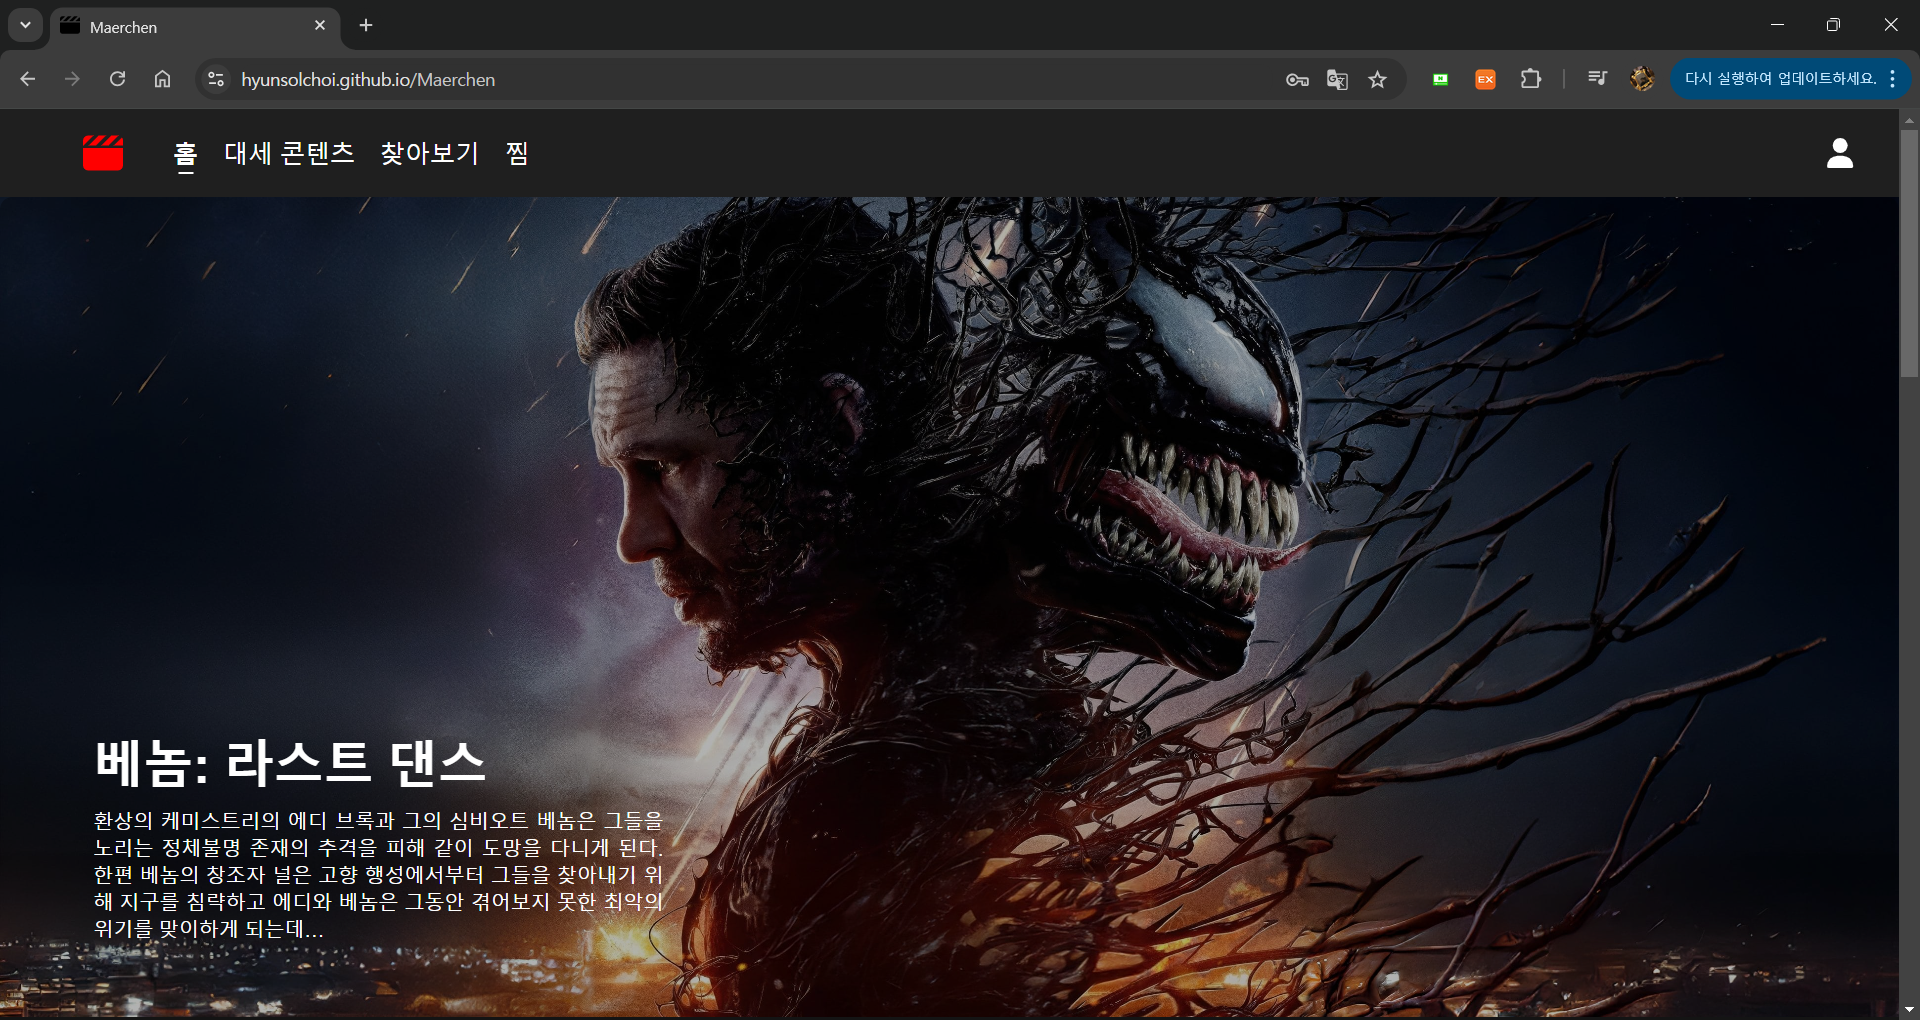 Maerchen
hyunsolchoi.github.io/Maerchen
EX
다시 실행하여 업데이트하세요.
홈 대세 콘텐츠 찾아보기 찜
베놈: 라스트 댄스
환상의 케미스트리의 에디 브록과 그의 심비오트 베놈은 그들을
노리는 정체불명 존재의 추격을 피해 같이 도망을 다니게 된다.
한편 베놈의 창조자 널은 고향 행성에서부터 그들을 찾아내기 위
해 지구를 침략하고 에디와 베놈은 그동안 겪어보지 못한 최악의
위기를 맞이하게 되는데...